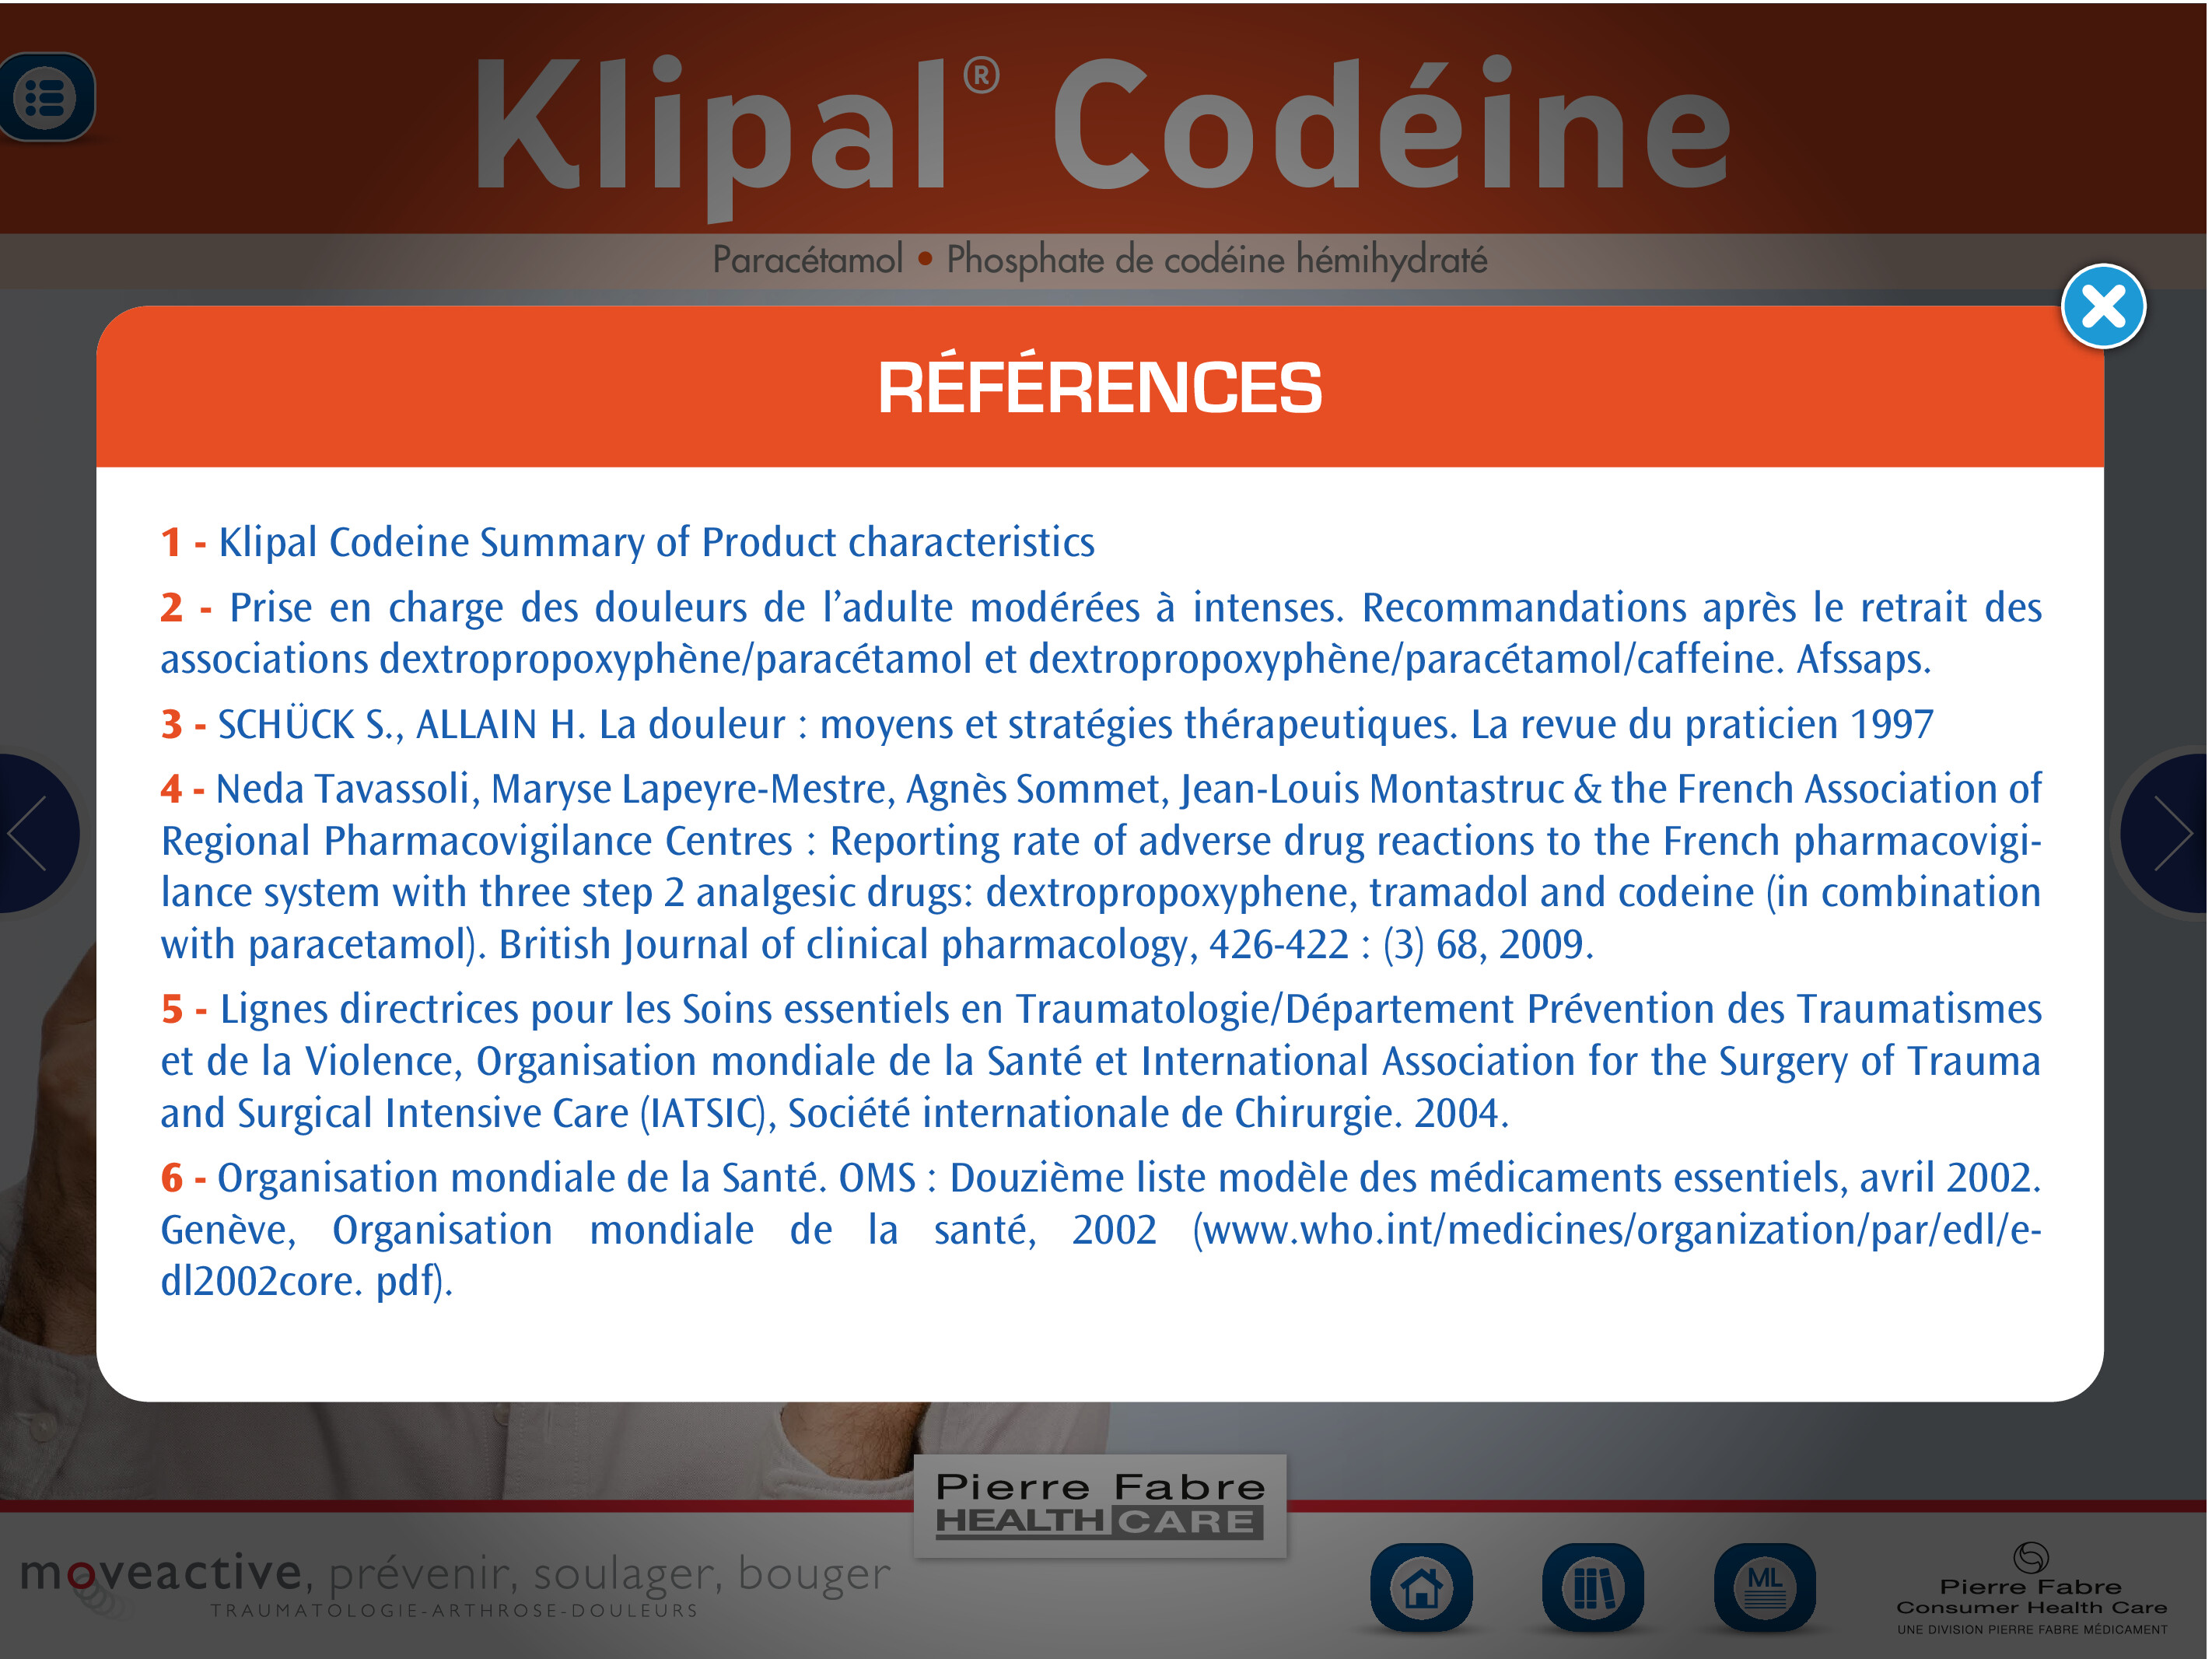 Klipal® Codéine
Paracétamol • Phosphate de codéine hémihydraté
RÉFÉRENCES
1 - Klipal Codeine Summary of Product characteristics
2 - Prise en charge des douleurs de l’adulte modérées à intenses. Recommandations après le retrait des
associations dextropropoxyphène/paracétamol et dextropropoxyphène/paracétamol/caffeine. Afssaps.
3 - SCHÜCK S., ALLAIN H. La douleur : moyens et stratégies thérapeutiques. La revue du praticien 1997
4 - Neda Tavassoli, Maryse Lapeyre-Mestre, Agnès Sommet, Jean-Louis Montastruc & the French Association of
Regional Pharmacovigilance Centres : Reporting rate of adverse drug reactions to the French pharmacovigi-
lance system with three step 2 analgesic drugs: dextropropoxyphene, tramadol and codeine (in combination
with paracetamol). British Journal of clinical pharmacology, 426-422 : (3) 68, 2009.
5 - Lignes directrices pour les Soins essentiels en Traumatologie/Département Prévention des Traumatismes
et de la Violence, Organisation mondiale de la Santé et International Association for the Surgery of Trauma
and Surgical Intensive Care (IATSIC), Société internationale de Chirurgie. 2004.
6 - Organisation mondiale de la Santé. OMS : Douzième liste modèle des médicaments essentiels, avril 2002.
Genève, Organisation mondiale de la santé, 2002 (www.who.int/medicines/organization/par/edl/e-
dl2002core. pdf).
Pierre Fabre
HEALTH CARE
moveactive, prévenir, soulager, bouger
TRAUMATOLOGIE-ARTHROSE-DOULEURS
ML
Pierre Fabre
Consumer Health Care
UNE DIVISION PIERRE FABRE MÉDICAMENT